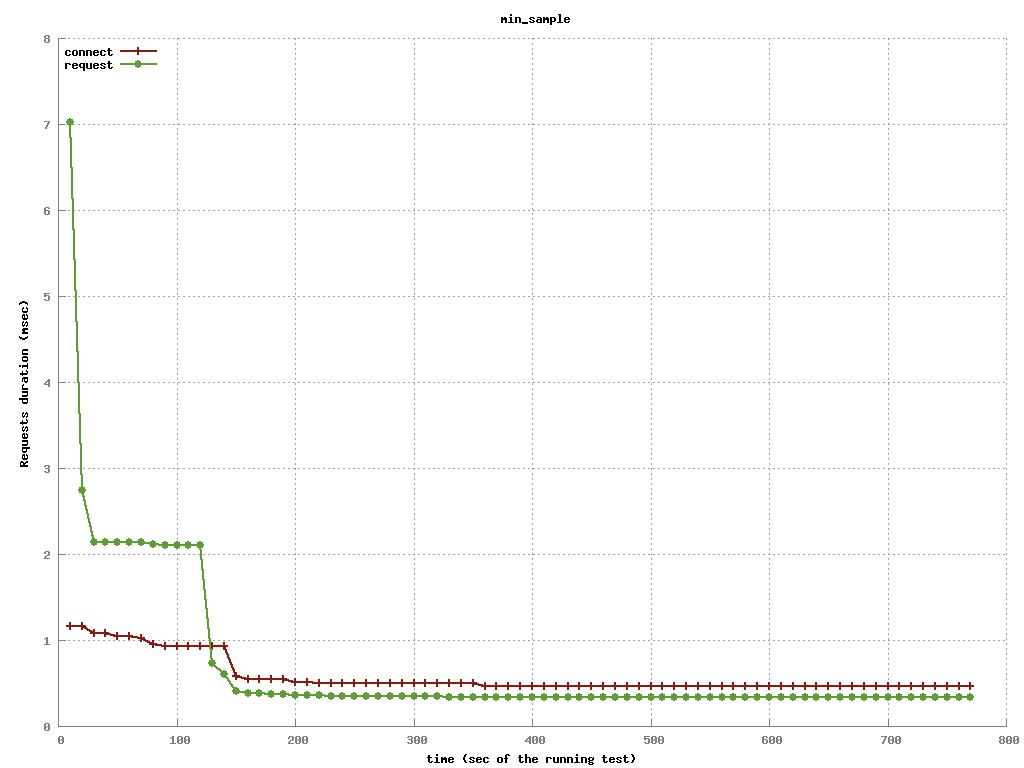 min_sample
8
connect
request
7
6
5
4
3
2
1
0
Requests duration (msec)
0 100 200 300 400 500 600 700 800
time (sec of the running test)